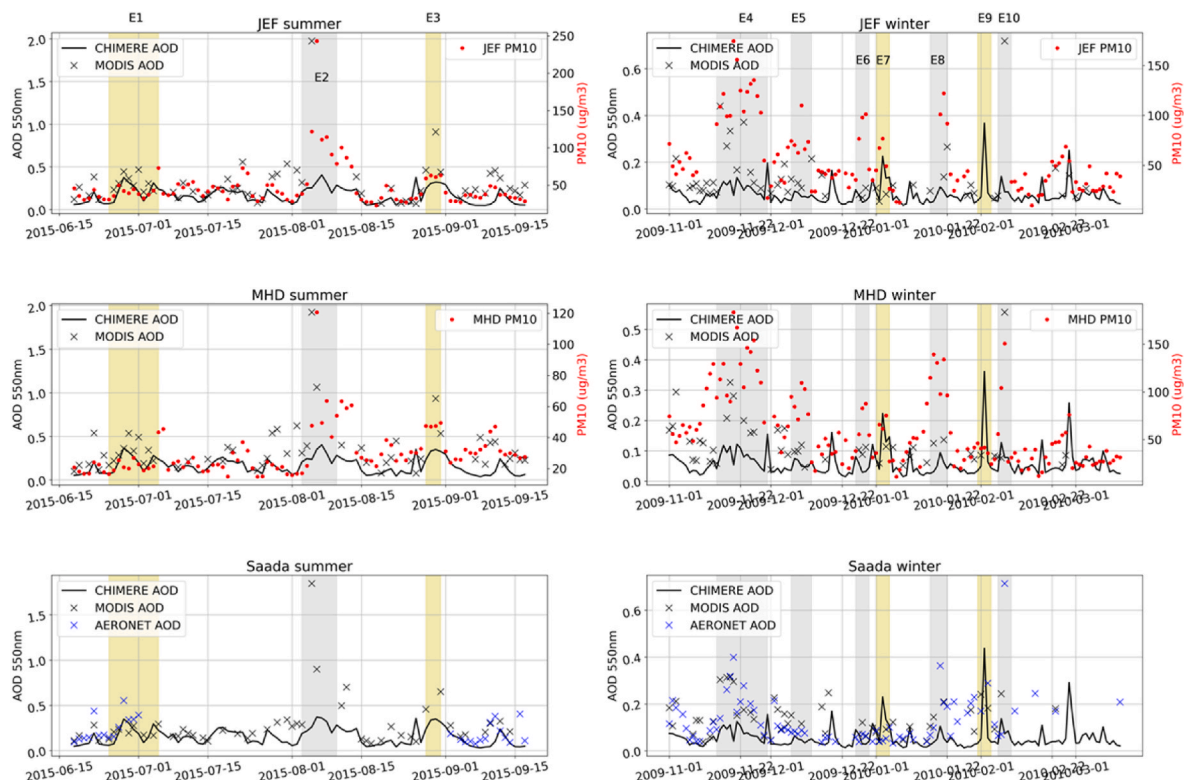 E1 E3 E4 E5 E9 E10
JEF summer
JEF winter
CHIMERE AOD
MODIS AOD
JEF PM10
E2
AOD 550nm
PM10 (ug/m3)
2.0
1.5
1.0
0.5
0.0
250
200
150
100
50
2015-06-15 2015-07-01 2015-07-15 2015-08-01 2015-08-15 2015-09-01 2015-09-15
CHIMERE AOD
MODIS AOD
JEF PM10
E6 E7 E8
AOD 550nm
PM10 (ug/m3)
0.6
0.4
0.2
0.0
150
100
50
2009-11-01 2009-11-22 2009-12-01 2009-12-22 2010-01-01 2010-01-22 2010-02-01 2010-02-22 2010-03-01
MHD summer
MHD winter
CHIMERE AOD
MODIS AOD
MHD PM10
AOD 550nm
PM10 (ug/m3)
2.0
1.5
1.0
0.5
0.0
120
100
80
60
40
20
2015-06-15 2015-07-01 2015-07-15 2015-08-01 2015-08-15 2015-09-01 2015-09-15
CHIMERE AOD
MODIS AOD
MHD PM10
AOD 550nm
PM10 (ug/m3)
0.5
0.4
0.3
0.2
0.1
0.0
150
100
50
2009-11-01 2009-11-22 2009-12-01 2009-12-22 2010-01-01 2010-01-22 2010-02-01 2010-02-22 2010-03-01
Saada summer
Saada winter
CHIMERE AOD
MODIS AOD
AERONET AOD
AOD 550nm
1.5
1.0
0.5
0.0
2015-06-15 2015-07-01 2015-07-15 2015-08-01 2015-08-15 2015-09-01 2015-09-15
CHIMERE AOD
MODIS AOD
AERONET AOD
AOD 550nm
0.6
0.4
0.2
0.0
2009-11-01 2009-11-22 2009-12-01 2009-12-22 2010-01-01 2010-01-22 2010-02-01 2010-02-22 2010-03-01